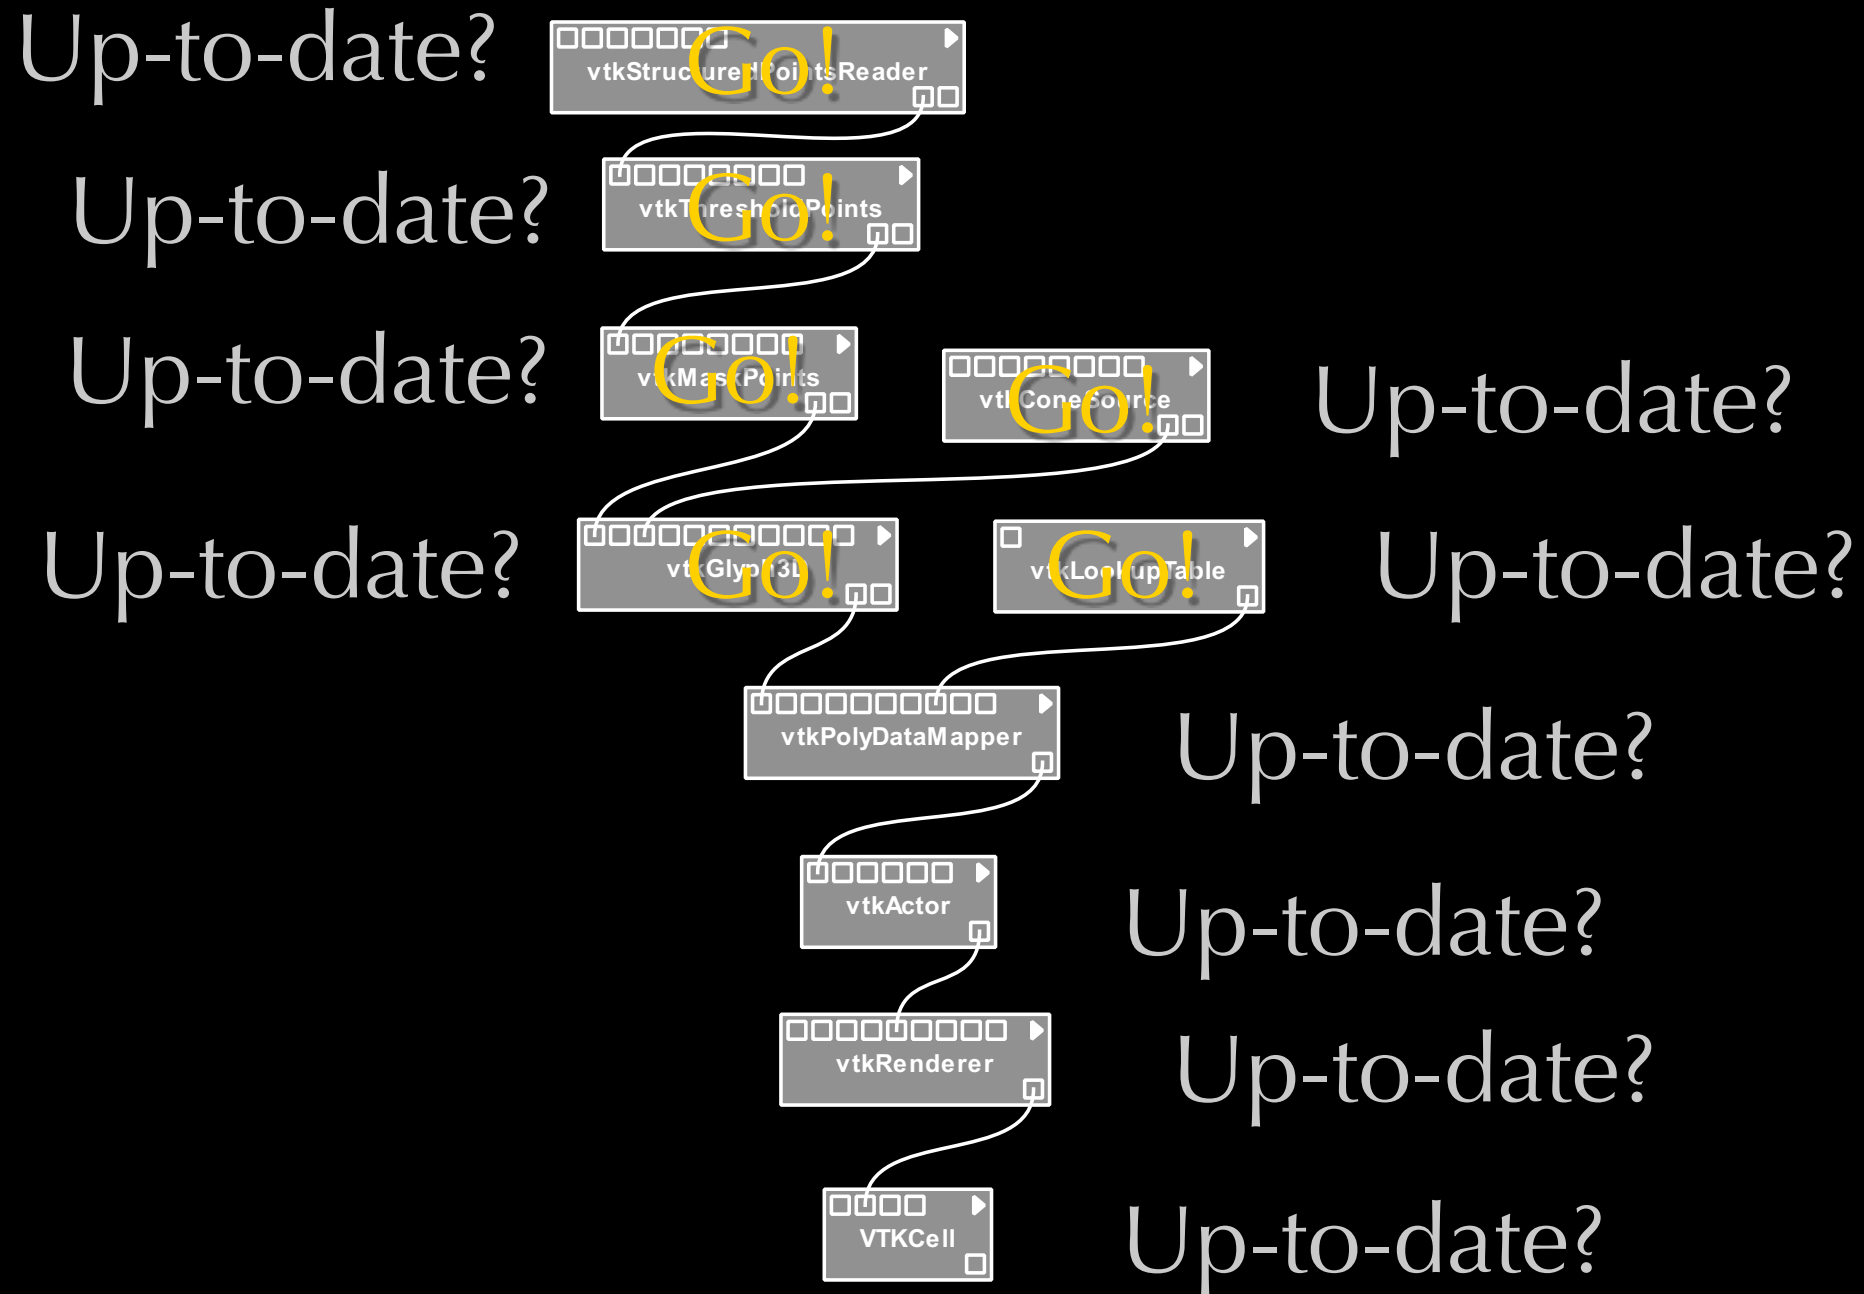 Up-to-date?
vtkStructuredPointsReader
Go!
Up-to-date?
vtkThresholdPoints
Go!
Up-to-date?
vtkMaskPoints
Go!
vtkConeSource
Go!
Up-to-date?
Up-to-date?
vtkGlyph3D
Go!
vtkLookupTable
Go!
Up-to-date?
vtkPolyDataMapper
Up-to-date?
vtkActor
Up-to-date?
vtkRenderer
Up-to-date?
VTKCell
Up-to-date?